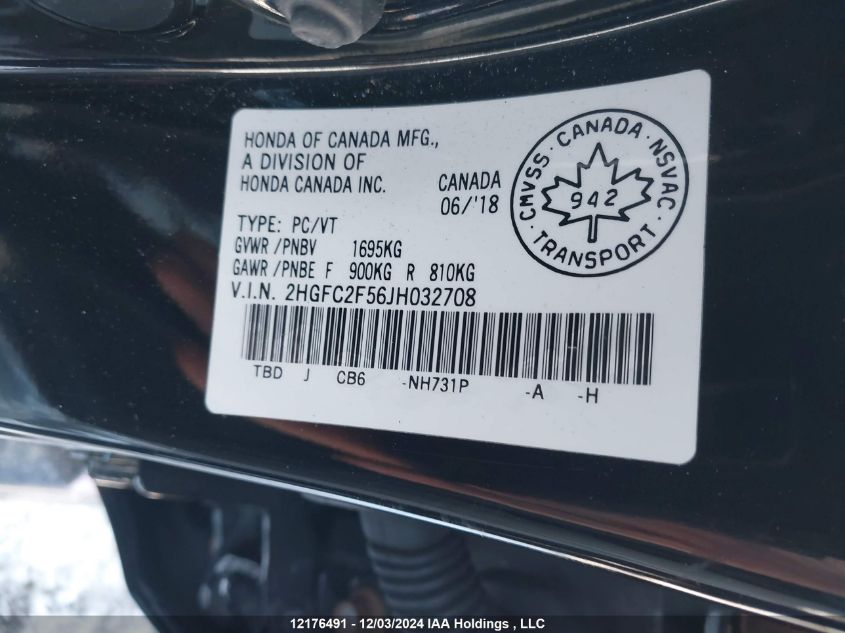 HONDA OF CANADA MFG.,
A DIVISION OF
HONDA CANADA INC.
CANADA
06/'18
TYPE: PC/VT
GVWR /PNBV 1695KG
GAWR /PNBE F 900KG R 810KG
V.I.N. 2HGFC2F56JH032708
TBD J CB6 -NH731P -A -H
CMVSS · CANADA · NSVAC
942
· TRANSPORT ·
12176491 - 12/03/2024 IAA Holdings , LLC